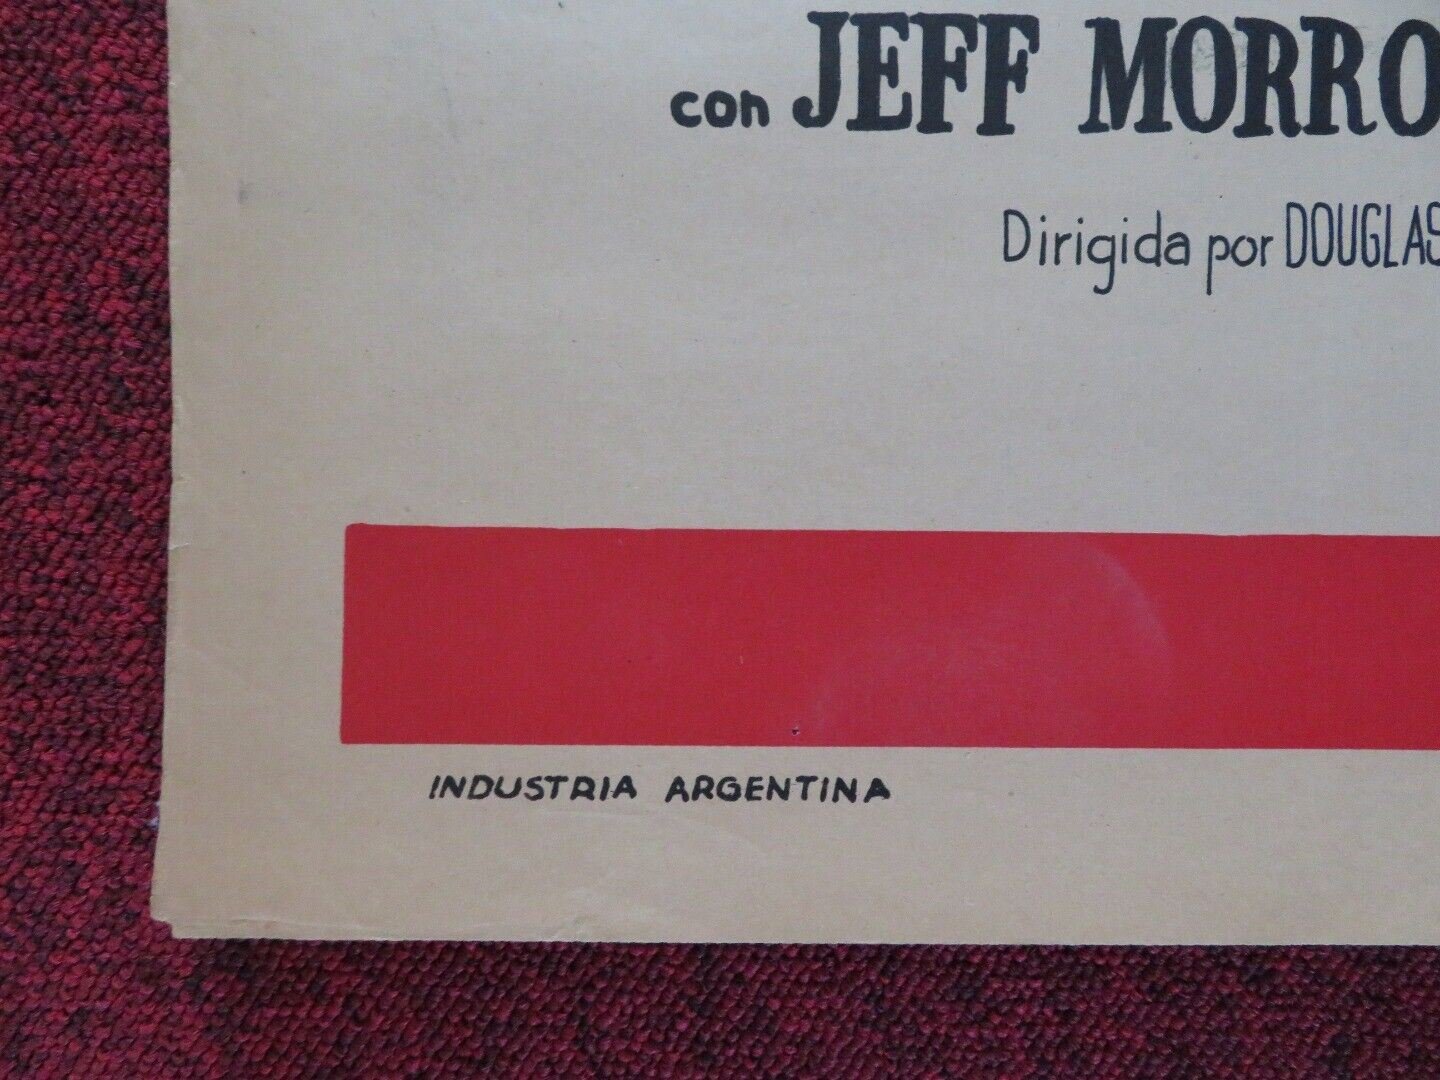 con JEFF MORRO
Dirigida por DOUGLAS
INDUSTRIA ARGENTINA